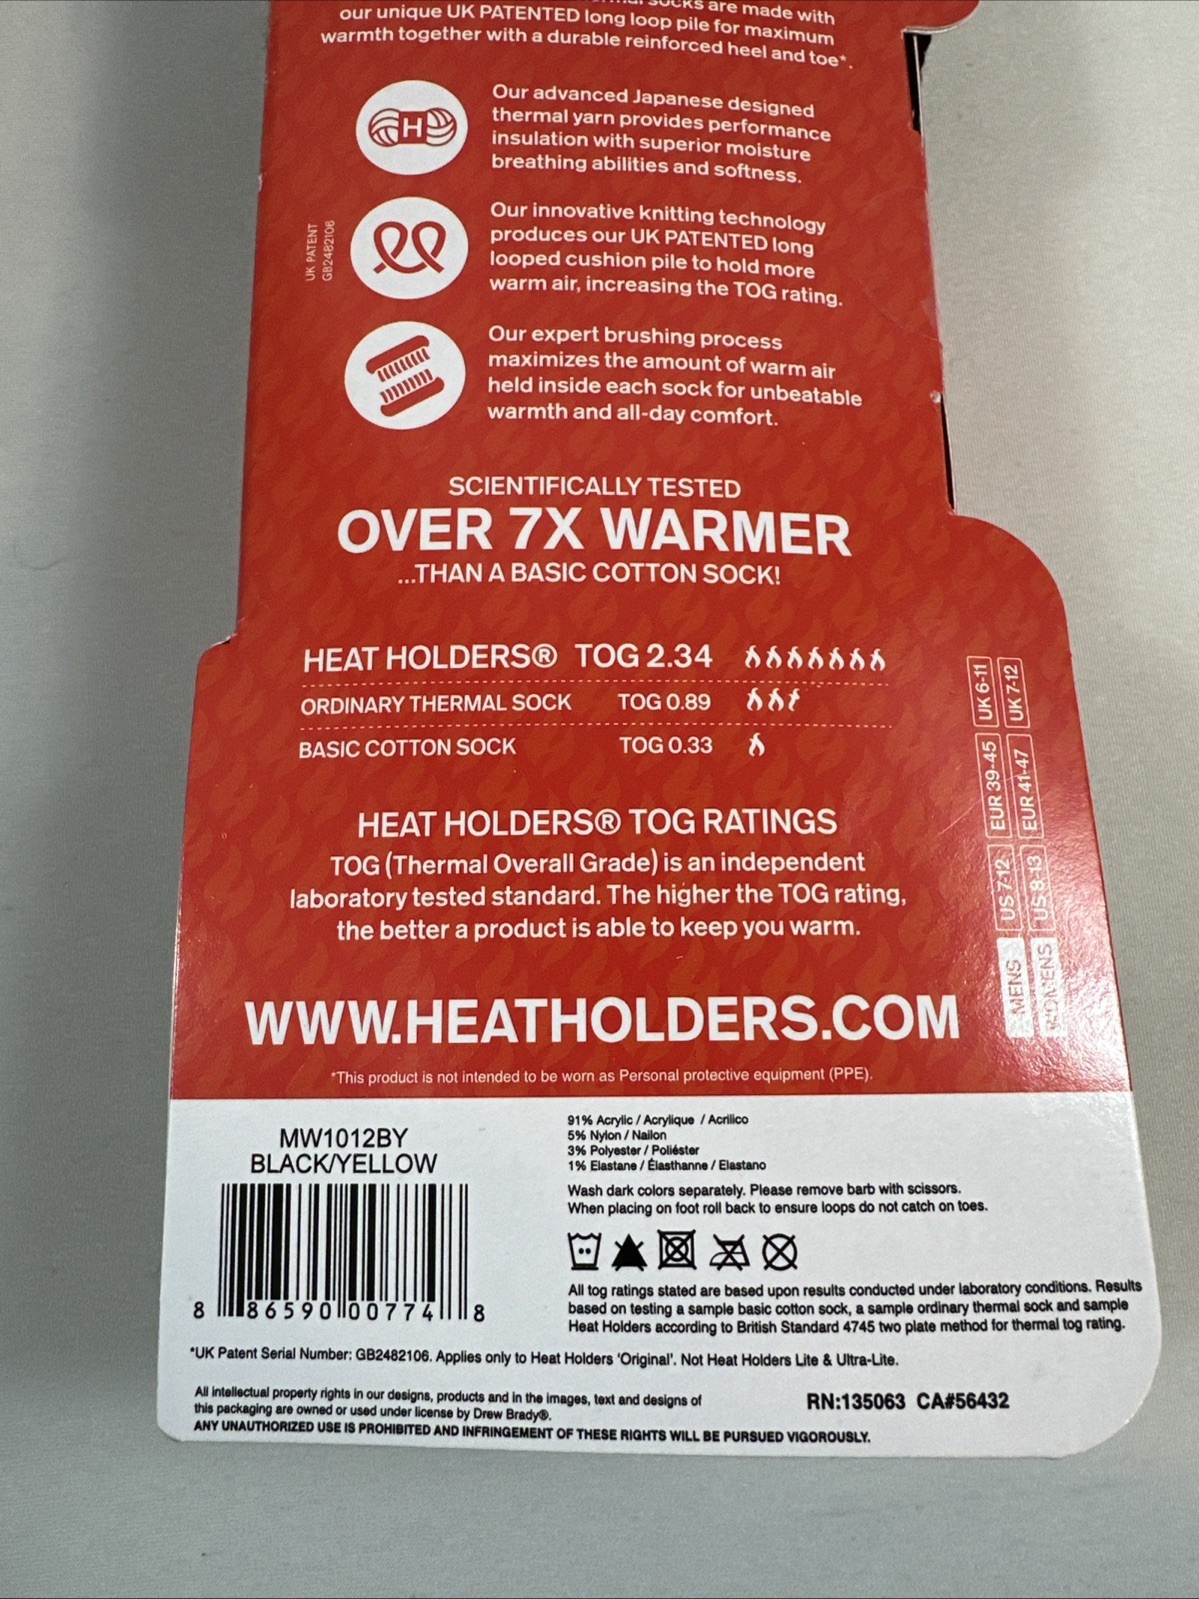 SOCKS are made with
our unique UK PATENTED long loop pile for maximum
warmth together with a durable reinforced heel and toe*.
Our advanced Japanese designed
thermal yarn provides performance
insulation with superior moisture
breathing abilities and softness.
H
UK PATENT
GB2482106
Our innovative knitting technology
produces our UK PATENTED long
looped cushion pile to hold more
warm air, increasing the TOG rating.
Our expert brushing process
maximizes the amount of warm air
held inside each sock for unbeatable
warmth and all-day comfort.
SCIENTIFICALLY TESTED
OVER 7X WARMER
...THAN A BASIC COTTON SOCK!
HEAT HOLDERS® TOG 2.34
ORDINARY THERMAL SOCK TOG 0.89
BASIC COTTON SOCK TOG 0.33
MENS US 7-12 EUR 39-45 UK 6-11
WOMENS US 8-13 EUR 41-47 UK 7-12
HEAT HOLDERS® TOG RATINGS
TOG (Thermal Overall Grade) is an independent
laboratory tested standard. The higher the TOG rating,
the better a product is able to keep you warm.
WWW.HEATHOLDERS.COM
*This product is not intended to be worn as Personal protective equipment (PPE).
MW1012BY
BLACK/YELLOW
8 86590 00774 8
91% Acrylic / Acrylique / Acrilico
5% Nylon / Nailon
3% Polyester / Poliéster
1% Elastane / Élasthanne / Elastano
Wash dark colors separately. Please remove barb with scissors.
When placing on foot roll back to ensure loops do not catch on toes.
All tog ratings stated are based upon results conducted under laboratory conditions. Results
based on testing a sample basic cotton sock, a sample ordinary thermal sock and sample
Heat Holders according to British Standard 4745 two plate method for thermal tog rating.
*UK Patent Serial Number: GB2482106. Applies only to Heat Holders 'Original'. Not Heat Holders Lite & Ultra-Lite.
All intellectual property rights in our designs, products and in the images, text and designs of
this packaging are owned or used under license by Drew Brady®.
ANY UNAUTHORIZED USE IS PROHIBITED AND INFRINGEMENT OF THESE RIGHTS WILL BE PURSUED VIGOROUSLY.
RN:135063 CA#56432